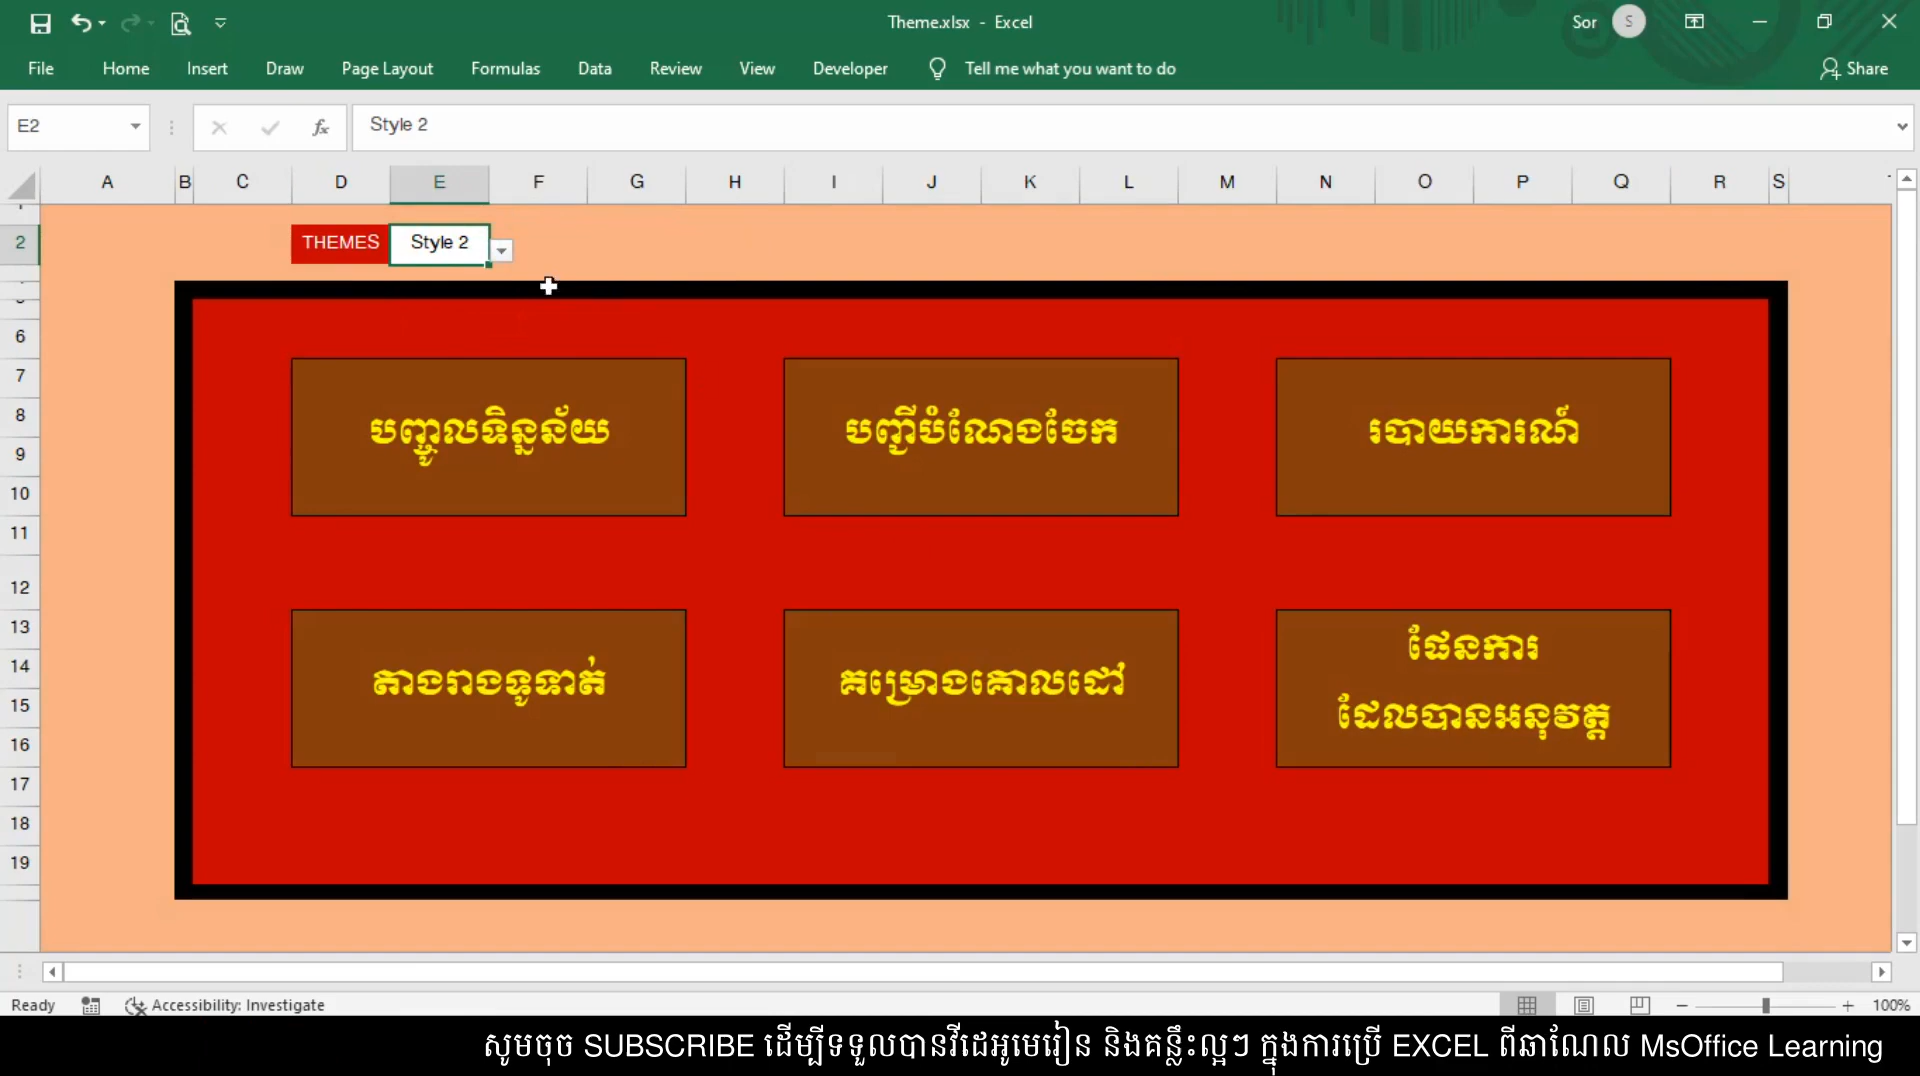 Theme.xlsx - Excel
Sor S
File Home Insert Draw Page Layout Formulas Data Review View Developer Tell me what you want to do Share
E2 fx Style 2
A B C D E F G H I J K L M N O P Q R S
2 THEMES Style 2
6
7
8 បញ្ចូលទិន្នន័យ បញ្ជីបំណែងចែក របាយការណ៍
9
10
11
12
13 ផែនការ
14 តាងរាងទូទាត់ គម្រោងគោលដៅ
15 ដែលបានអនុវត្ត
16
17
18
19
Ready Accessibility: Investigate 100%
សូមចុច SUBSCRIBE ដើម្បីទទួលបានវីដេអូមេរៀន និងគន្លឹះល្អៗ ក្នុងការប្រើ EXCEL ពីឆាណែល MsOffice Learning